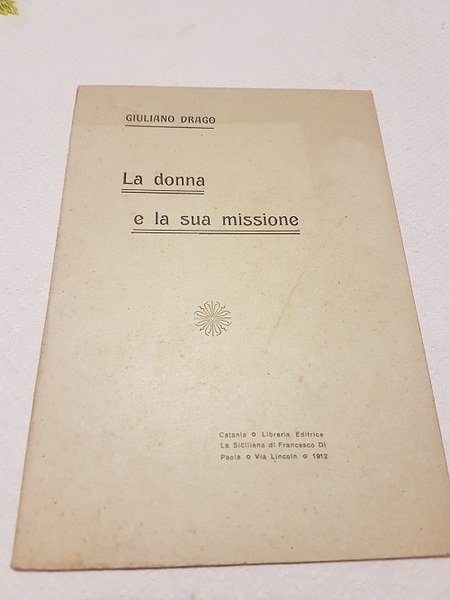 GIULIANO DRAGO
La donna
e la sua missione
Catania o Libreria Editrice
La Siciliana di Francesco Di
Paola o Via Lincoln o 1912